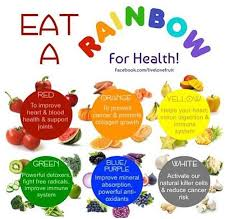 EAT
A
RAINBOW
For Health!
Facebook.com/livelovefruit
RED
To improve
heart & blood
health & support
joints
ORANGE
To prevent
cancer & promote
collagen growth
YELLOW
Helps your heart,
vision digestion &
immune
system
GREEN
Powerful detoxers,
fight free radicals,
improve immune
system
BLUE/
PURPLE
Improve mineral
absorption,
powerful anti-
oxidants
WHITE
Activate our
natural killer cells
& reduce cancer
risk